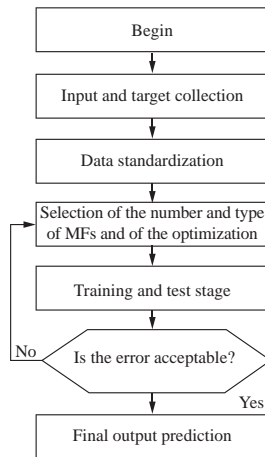 Begin
Input and target collection
Data standardization
Selection of the number and type
of MFs and of the optimization
Training and test stage
No
Is the error acceptable?
Yes
Final output prediction